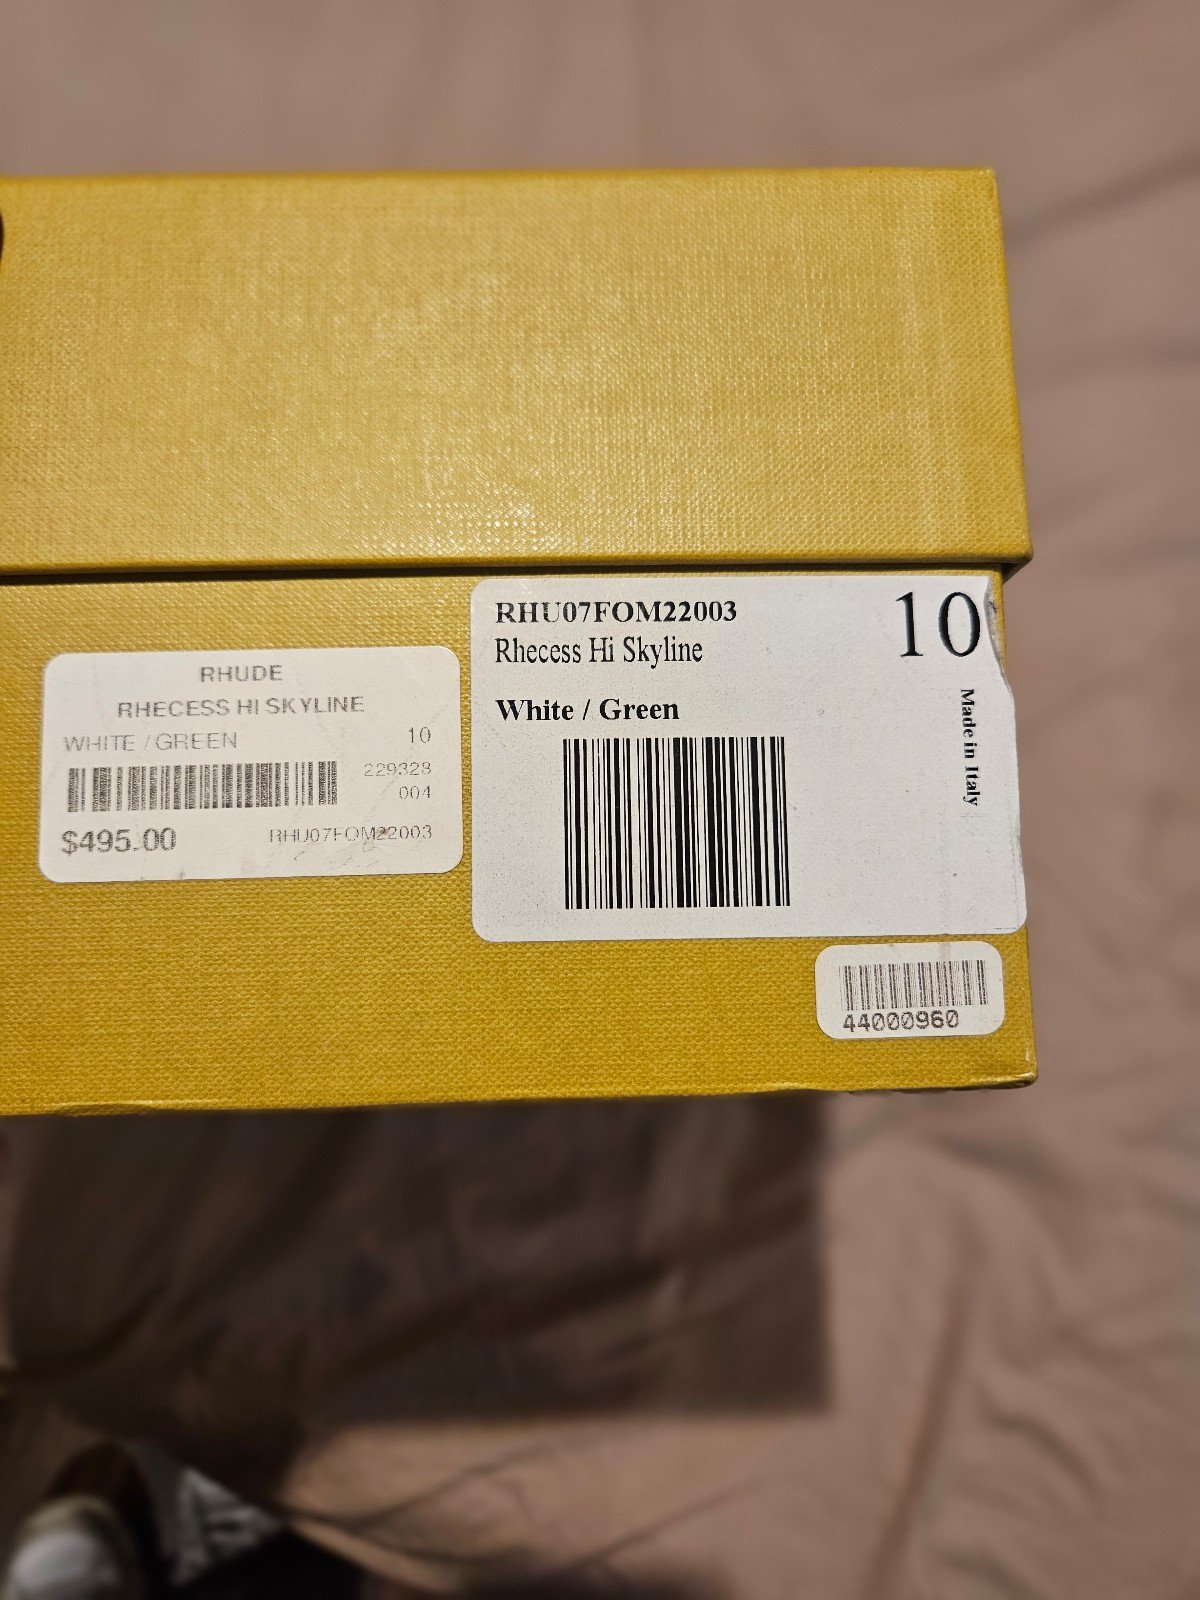 RHUDE
RHECESS HI SKYLINE
WHITE / GREEN 10
229328
004
$495.00 RHU07FOM22003
RHU07FOM22003 10
Rhecess Hi Skyline
White / Green
Made in Italy
44000960